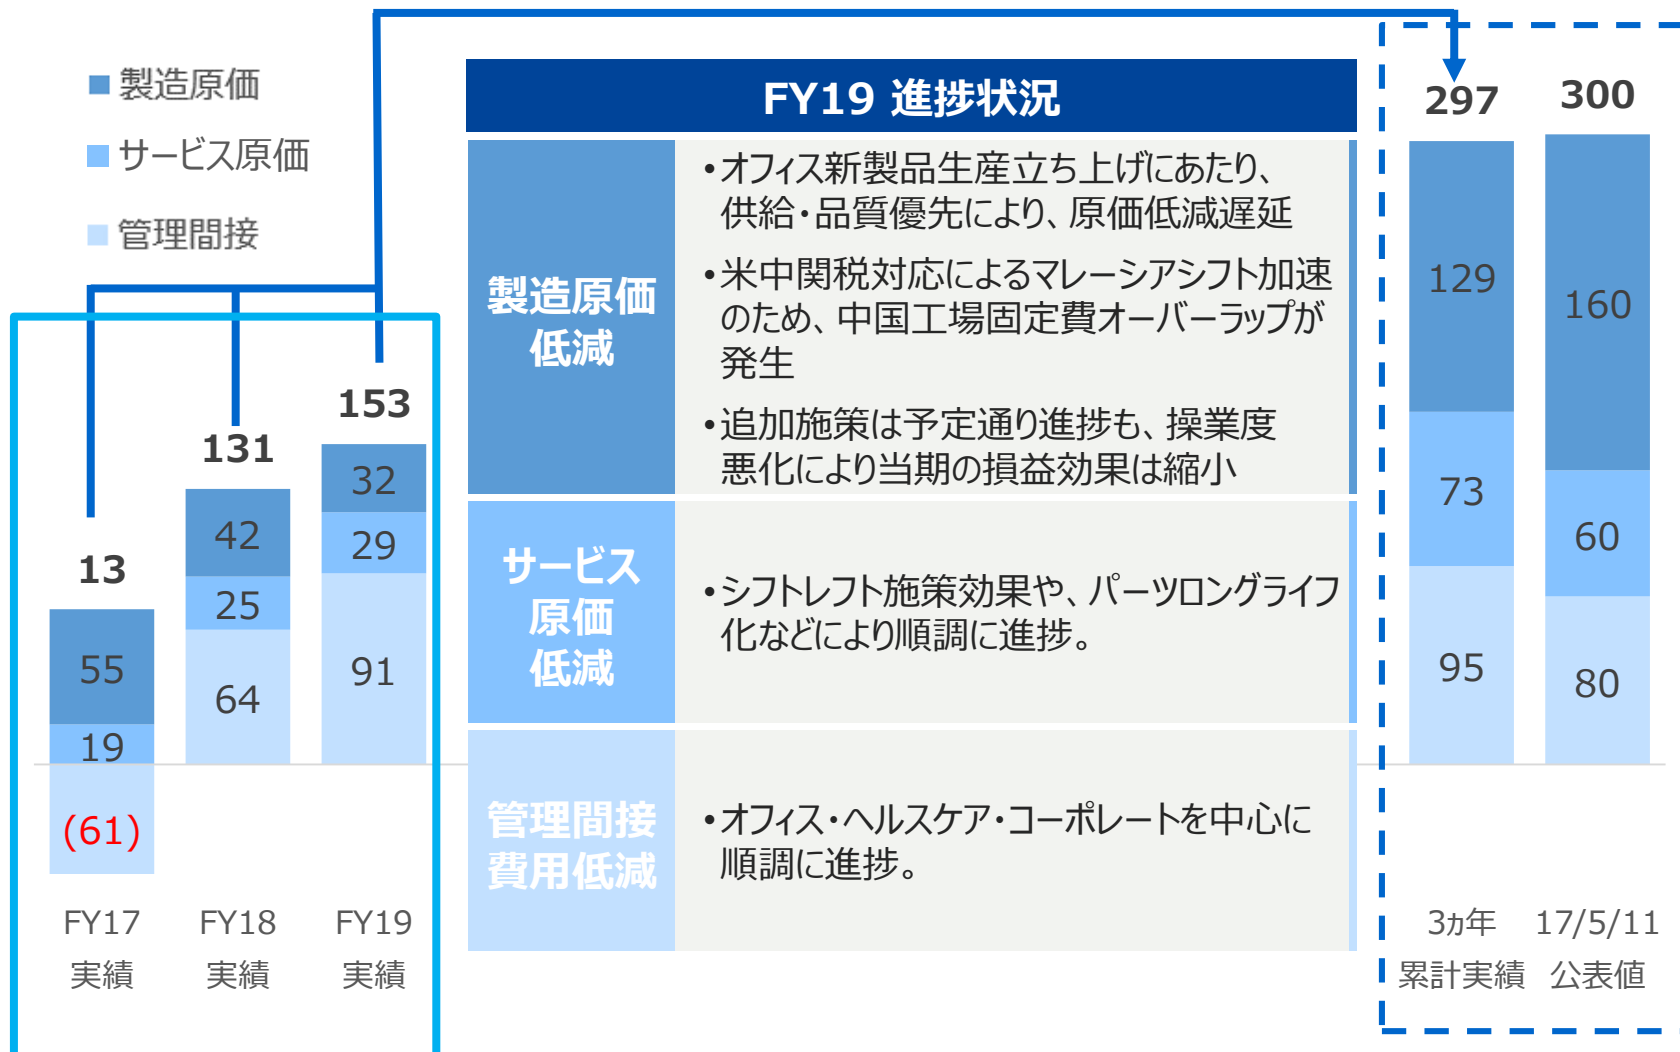 製造原価
サービス原価
管理間接
13
55
19
(61)
FY17
実績
131
42
25
64
FY18
実績
153
32
29
91
FY19
実績
FY19 進捗状況
製造原価
低減
•オフィス新製品生産立ち上げにあたり、
供給・品質優先により、原価低減遅延
•米中関税対応によるマレーシアシフト加速
のため、中国工場固定費オーバーラップが
発生
•追加施策は予定通り進捗も、操業度
悪化により当期の損益効果は縮小
サービス
原価
低減
•シフトレフト施策効果や、パーツロングライフ
化などにより順調に進捗。
管理間接
費用低減
•オフィス・ヘルスケア・コーポレートを中心に
順調に進捗。
297
129
73
95
3ヵ年
累計実績
300
160
60
80
17/5/11
公表値